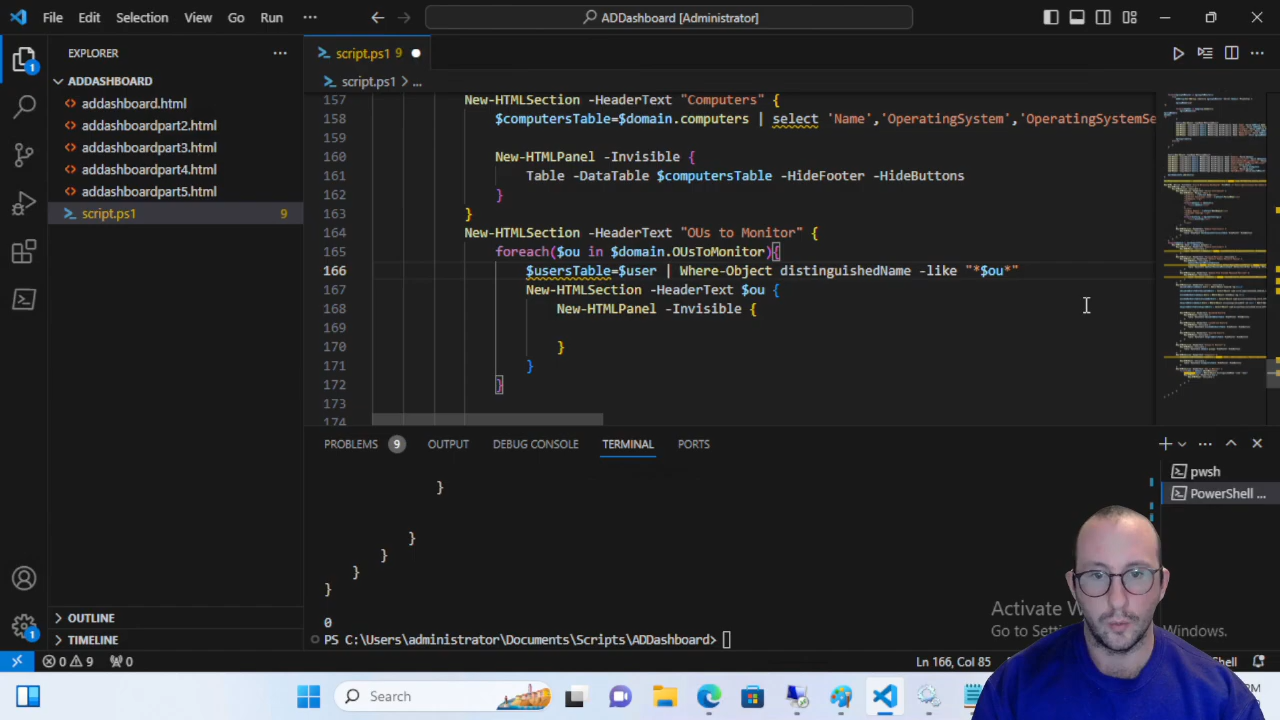 File Edit Selection View Go Run ··· ADDashboard [Administrator]
EXPLORER
ADDASHBOARD
addashboard.html
addashboardpart2.html
addashboardpart3.html
addashboardpart4.html
addashboardpart5.html
script.ps1 9
1
1
script.ps1 9
script.ps1 > ...
157 New-HTMLSection -HeaderText "Computers" {
158 $computersTable=$domain.computers | select 'Name','OperatingSystem','OperatingSystemSe
159
160 New-HTMLPanel -Invisible {
161 Table -DataTable $computersTable -HideFooter -HideButtons
162 }
163 }
164 New-HTMLSection -HeaderText "OUs to Monitor" {
165 foreach($ou in $domain.OUsToMonitor){
166 $usersTable=$user | Where-Object distinguishedName -like "*$ou*"
167 New-HTMLSection -HeaderText $ou {
168 New-HTMLPanel -Invisible {
169
170 }
171 }
172 }
173
174
PROBLEMS 9 OUTPUT DEBUG CONSOLE TERMINAL PORTS
pwsh
PowerShell ...
}
}
}
}
}
0
PS C:\Users\administrator\Documents\Scripts\ADDashboard>
OUTLINE
TIMELINE
Activate W
Go to Sett
Windows.
0 9 0
Ln 166, Col 85
Shell
Search